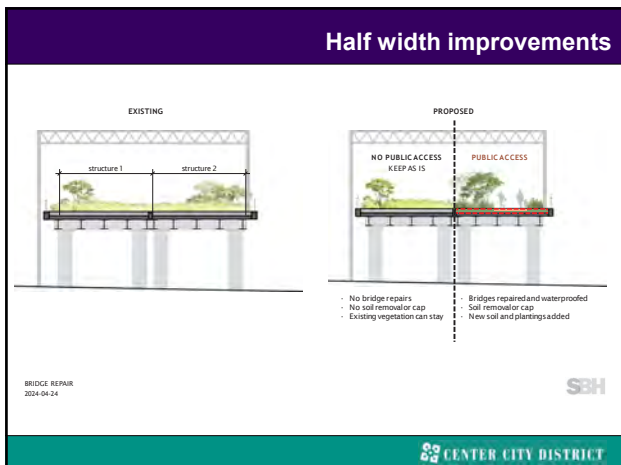 Half width improvements
EXISTING
structure 1
structure 2
PROPOSED
NO PUBLIC ACCESS
KEEP AS IS
PUBLIC ACCESS
· No bridge repairs
· No soil removal or cap
· Existing vegetation can stay
· Bridges repaired and waterproofed
· Soil removal or cap
· New soil and plantings added
BRIDGE REPAIR
2024-04-24
SBH
CENTER CITY DISTRICT